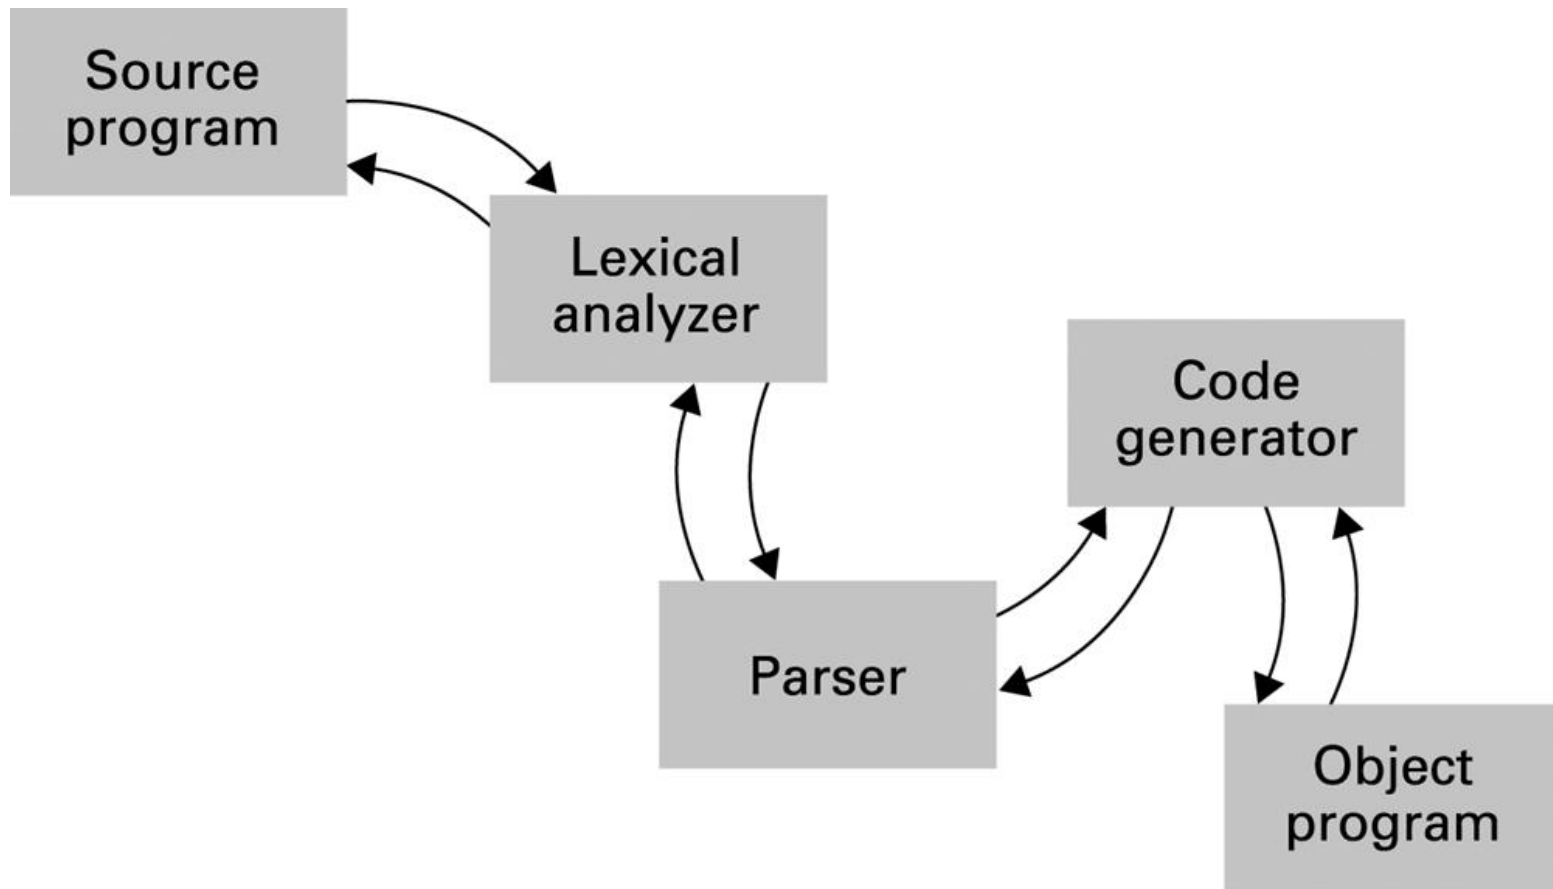 Source
program
Lexical
analyzer
Code
generator
Parser
Object
program